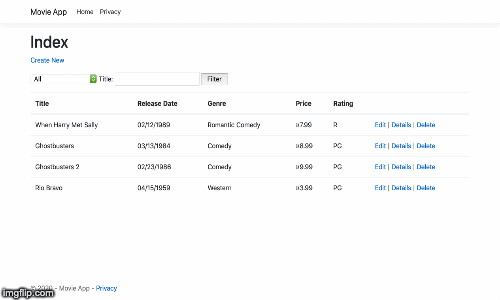 Movie App Home Privacy
Index
Create New
All Title: Filter
Title Release Date Genre Price Rating
When Harry Met Sally 02/12/1989 Romantic Comedy ¤7.99 R Edit | Details | Delete
Ghostbusters 03/13/1984 Comedy ¤8.99 PG Edit | Details | Delete
Ghostbusters 2 02/23/1986 Comedy ¤9.99 PG Edit | Details | Delete
Rio Bravo 04/15/1959 Western ¤3.99 PG Edit | Details | Delete
© 2020 - Movie App - Privacy
imgflip.com